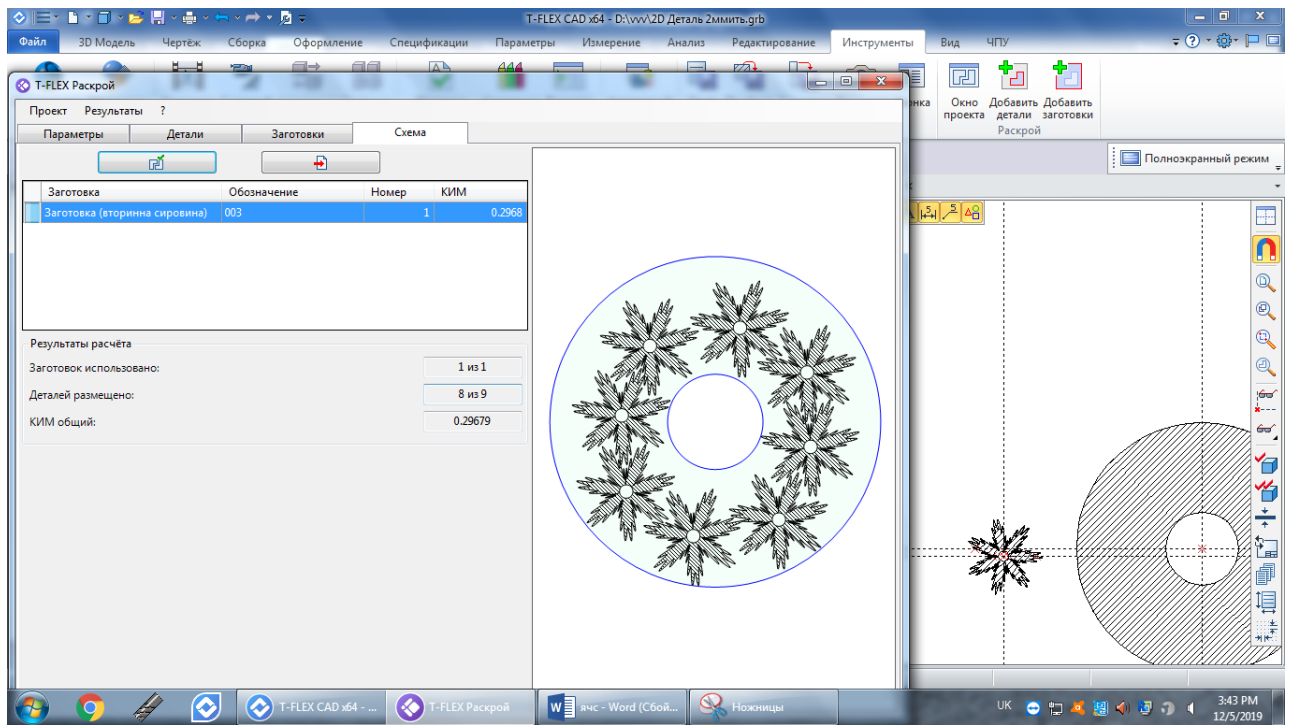 T-FLEX CAD x64 - D:\vvv\2D Деталь 2ммить.grb
Файл 3D Модель Чертёж Сборка Оформление Спецификации Параметры Измерение Анализ Редактирование Инструменты Вид ЧПУ
T-FLEX Раскрой
Проект Результаты ?
Окно проекта
Добавить детали
Добавить заготовки
Раскрой
Параметры Детали Заготовки Схема
Полноэкранный режим
Заготовка Обозначение Номер КИМ
Заготовка (вторинна сировина) 003 1 0.2968
Результаты расчёта
Заготовок использовано: 1 из 1
Деталей размещено: 8 из 9
КИМ общий: 0.29679
T-FLEX CAD x64 - ...
T-FLEX Раскрой
ячс - Word (Сбой...
Ножницы
UK
3:43 PM
12/5/2019